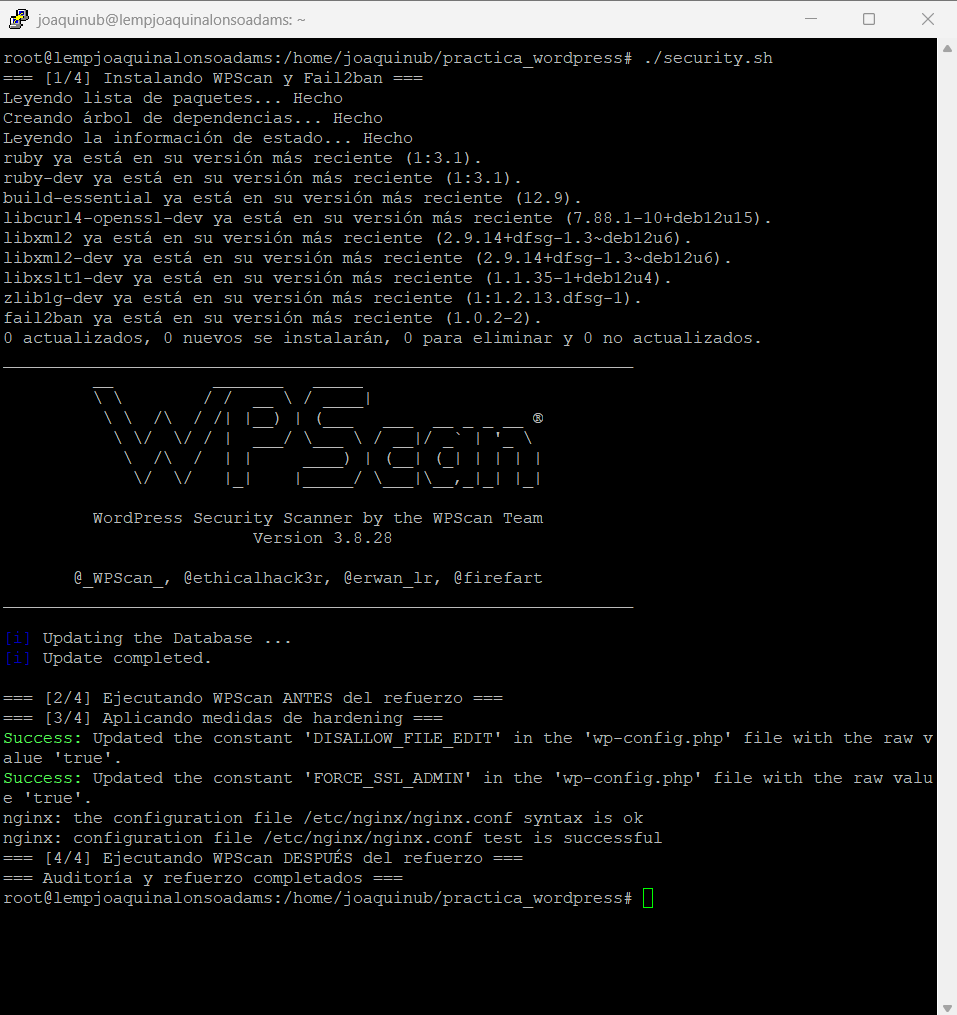 joaquinub@lempjoaquinalonsoadams: ~
root@lempjoaquinalonsoadams:/home/joaquinub/practica_wordpress# ./security.sh
=== [1/4] Instalando WPScan y Fail2ban ===
Leyendo lista de paquetes... Hecho
Creando árbol de dependencias... Hecho
Leyendo la información de estado... Hecho
ruby ya está en su versión más reciente (1:3.1).
ruby-dev ya está en su versión más reciente (1:3.1).
build-essential ya está en su versión más reciente (12.9).
libcurl4-openssl-dev ya está en su versión más reciente (7.88.1-10+deb12u15).
libxml2 ya está en su versión más reciente (2.9.14+dfsg-1.3~deb12u6).
libxml2-dev ya está en su versión más reciente (2.9.14+dfsg-1.3~deb12u6).
libxslt1-dev ya está en su versión más reciente (1.1.35-1+deb12u4).
zlib1g-dev ya está en su versión más reciente (1:1.2.13.dfsg-1).
fail2ban ya está en su versión más reciente (1.0.2-2).
0 actualizados, 0 nuevos se instalarán, 0 para eliminar y 0 no actualizados.
WPScan ®
WordPress Security Scanner by the WPScan Team
Version 3.8.28
@_WPScan_, @ethicalhack3r, @erwan_lr, @firefart
[i] Updating the Database ...
[i] Update completed.
=== [2/4] Ejecutando WPScan ANTES del refuerzo ===
=== [3/4] Aplicando medidas de hardening ===
Success: Updated the constant 'DISALLOW_FILE_EDIT' in the 'wp-config.php' file with the raw v
alue 'true'.
Success: Updated the constant 'FORCE_SSL_ADMIN' in the 'wp-config.php' file with the raw valu
e 'true'.
nginx: the configuration file /etc/nginx/nginx.conf syntax is ok
nginx: configuration file /etc/nginx/nginx.conf test is successful
=== [4/4] Ejecutando WPScan DESPUÉS del refuerzo ===
=== Auditoría y refuerzo completados ===
root@lempjoaquinalonsoadams:/home/joaquinub/practica_wordpress#